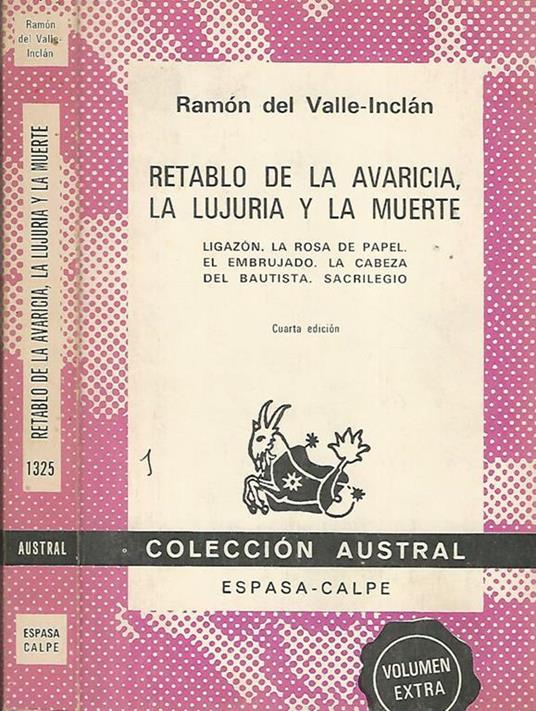 Ramón
del Valle-
Inclán
RETABLO DE LA AVARICIA, LA LUJURIA Y LA MUERTE
1325
AUSTRAL
ESPASA
CALPE
Ramón del Valle-Inclán
RETABLO DE LA AVARICIA,
LA LUJURIA Y LA MUERTE
LIGAZÓN. LA ROSA DE PAPEL.
EL EMBRUJADO. LA CABEZA
DEL BAUTISTA. SACRILEGIO
Cuarta edición
1
COLECCIÓN AUSTRAL
ESPASA-CALPE
VOLUMEN
EXTRA